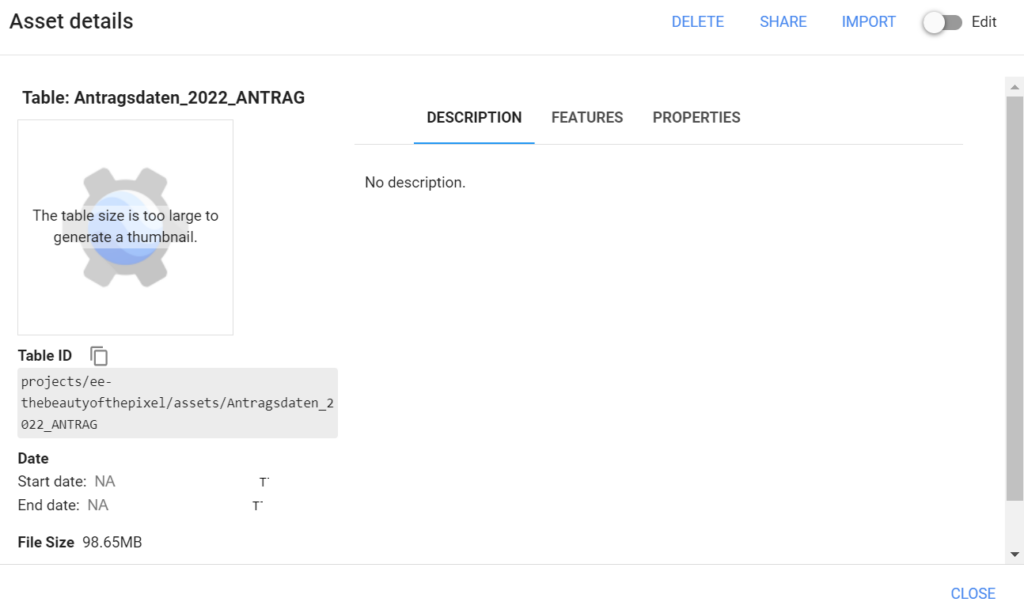 Asset details
DELETE SHARE IMPORT Edit
Table: Antragsdaten_2022_ANTRAG
DESCRIPTION FEATURES PROPERTIES
No description.
The table size is too large to
generate a thumbnail.
Table ID
projects/ee-
thebeautyofthepixel/assets/Antragsdaten_2
022_ANTRAG
Date
Start date: NA
End date: NA
File Size 98.65MB
CLOSE